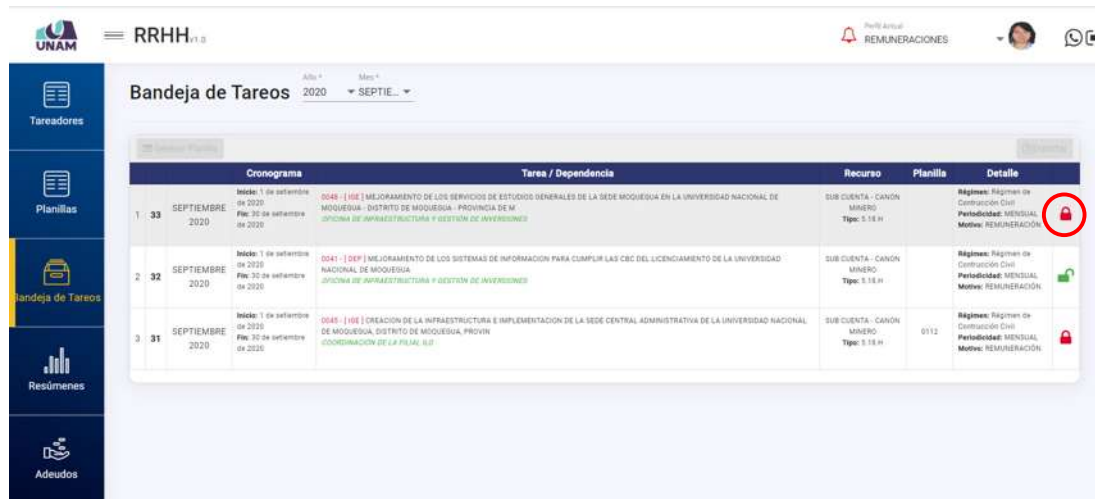 UNAM
RRHH v1.0
Perfil Actual
REMUNERACIONES
Tareadores
Planillas
Bandeja de Tareos
Resúmenes
Adeudos
Bandeja de Tareos
Año *
2020
Mes *
SEPTIE...
Cronograma Tarea / Dependencia Recurso Planilla Detalle
1 33
SEPTIEMBRE
2020
Inicio: 1 de setiembre
de 2020
Fin: 30 de setiembre
de 2020
0048 - [ IGE ] MEJORAMIENTO DE LOS SERVICIOS DE ESTUDIOS GENERALES DE LA SEDE MOQUEGUA EN LA UNIVERSIDAD NACIONAL DE
MOQUEGUA - DISTRITO DE MOQUEGUA - PROVINCIA DE M
OFICINA DE INFRAESTRUCTURA Y GESTIÓN DE INVERSIONES
SUB CUENTA - CANON
MINERO
Tipo: 5.18.H
Régimen: Régimen de
Contrucción Civil
Periodicidad: MENSUAL
Motivo: REMUNERACIÓN
2 32
SEPTIEMBRE
2020
Inicio: 1 de setiembre
de 2020
Fin: 30 de setiembre
de 2020
0041 - [ DEP ] MEJORAMIENTO DE LOS SISTEMAS DE INFORMACION PARA CUMPLIR LAS CBC DEL LICENCIAMIENTO DE LA UNIVERSIDAD
NACIONAL DE MOQUEGUA
OFICINA DE INFRAESTRUCTURA Y GESTIÓN DE INVERSIONES
SUB CUENTA - CANON
MINERO
Tipo: 5.18.H
Régimen: Régimen de
Contrucción Civil
Periodicidad: MENSUAL
Motivo: REMUNERACIÓN
3 31
SEPTIEMBRE
2020
Inicio: 1 de setiembre
de 2020
Fin: 30 de setiembre
de 2020
0045 - [ IGE ] CREACION DE LA INFRAESTRUCTURA E IMPLEMENTACION DE LA SEDE CENTRAL ADMINISTRATIVA DE LA UNIVERSIDAD NACIONAL
DE MOQUEGUA, DISTRITO DE MOQUEGUA, PROVIN
COORDINACIÓN DE LA FILIAL ILO
SUB CUENTA - CANON
MINERO
Tipo: 5.18.H
0112
Régimen: Régimen de
Contrucción Civil
Periodicidad: MENSUAL
Motivo: REMUNERACIÓN